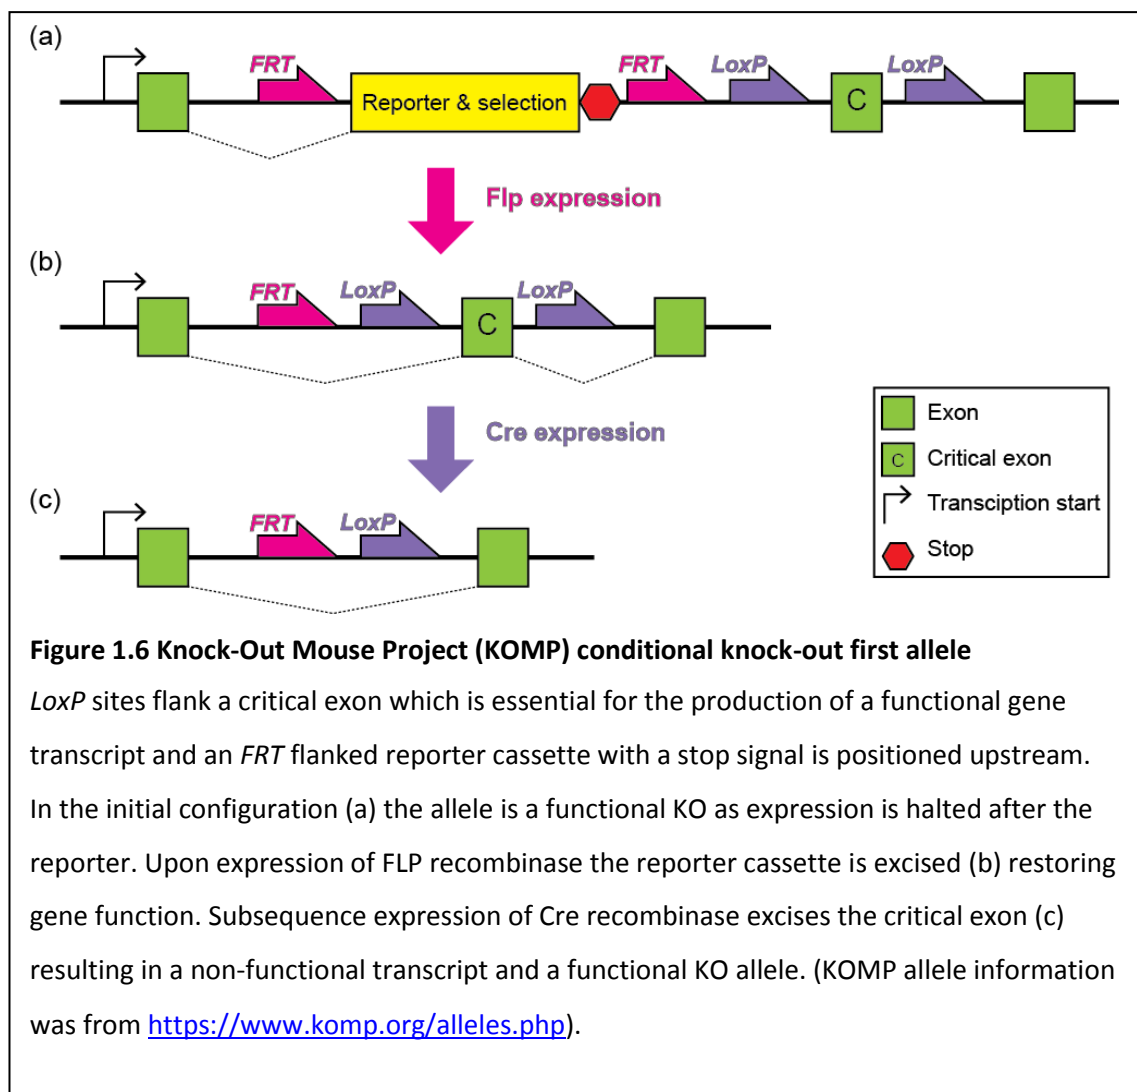 (a)
FRT
FRT
LoxP
LoxP
Reporter & selection
C
Flp expression
(b)
FRT
LoxP
LoxP
C
Exon
Cre expression
C
Critical exon
(c)
Transciption start
FRT
LoxP
Stop
Figure 1.6 Knock-Out Mouse Project (KOMP) conditional knock-out first allele
LoxP sites flank a critical exon which is essential for the production of a functional gene
transcript and an FRT flanked reporter cassette with a stop signal is positioned upstream.
In the initial configuration (a) the allele is a functional KO as expression is halted after the
reporter. Upon expression of FLP recombinase the reporter cassette is excised (b) restoring
gene function. Subsequence expression of Cre recombinase excises the critical exon (c)
resulting in a non-functional transcript and a functional KO allele. (KOMP allele information
was from https://www.komp.org/alleles.php).